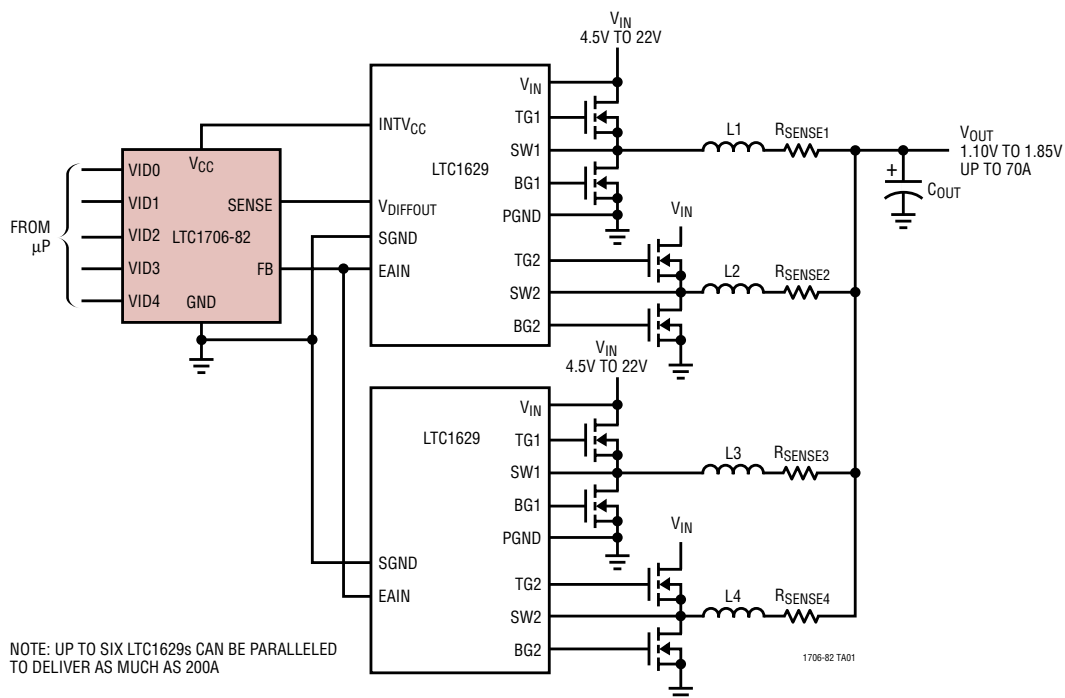 VIN
4.5V TO 22V
VIN
TG1
INTVCC
SW1
L1
RSENSE1
VOUT
1.10V TO 1.85V
UP TO 70A
+
COUT
VCC
VID0
LTC1629
VID1
SENSE
VDIFFOUT
BG1
PGND
VIN
FROM
µP
VID2
LTC1706-82
SGND
VID3
FB
EAIN
TG2
L2
RSENSE2
SW2
VID4
GND
BG2
VIN
4.5V TO 22V
VIN
LTC1629
TG1
SW1
L3
RSENSE3
BG1
PGND
VIN
SGND
TG2
L4
RSENSE4
EAIN
SW2
BG2
NOTE: UP TO SIX LTC1629s CAN BE PARALLELED
TO DELIVER AS MUCH AS 200A
1706-82 TA01